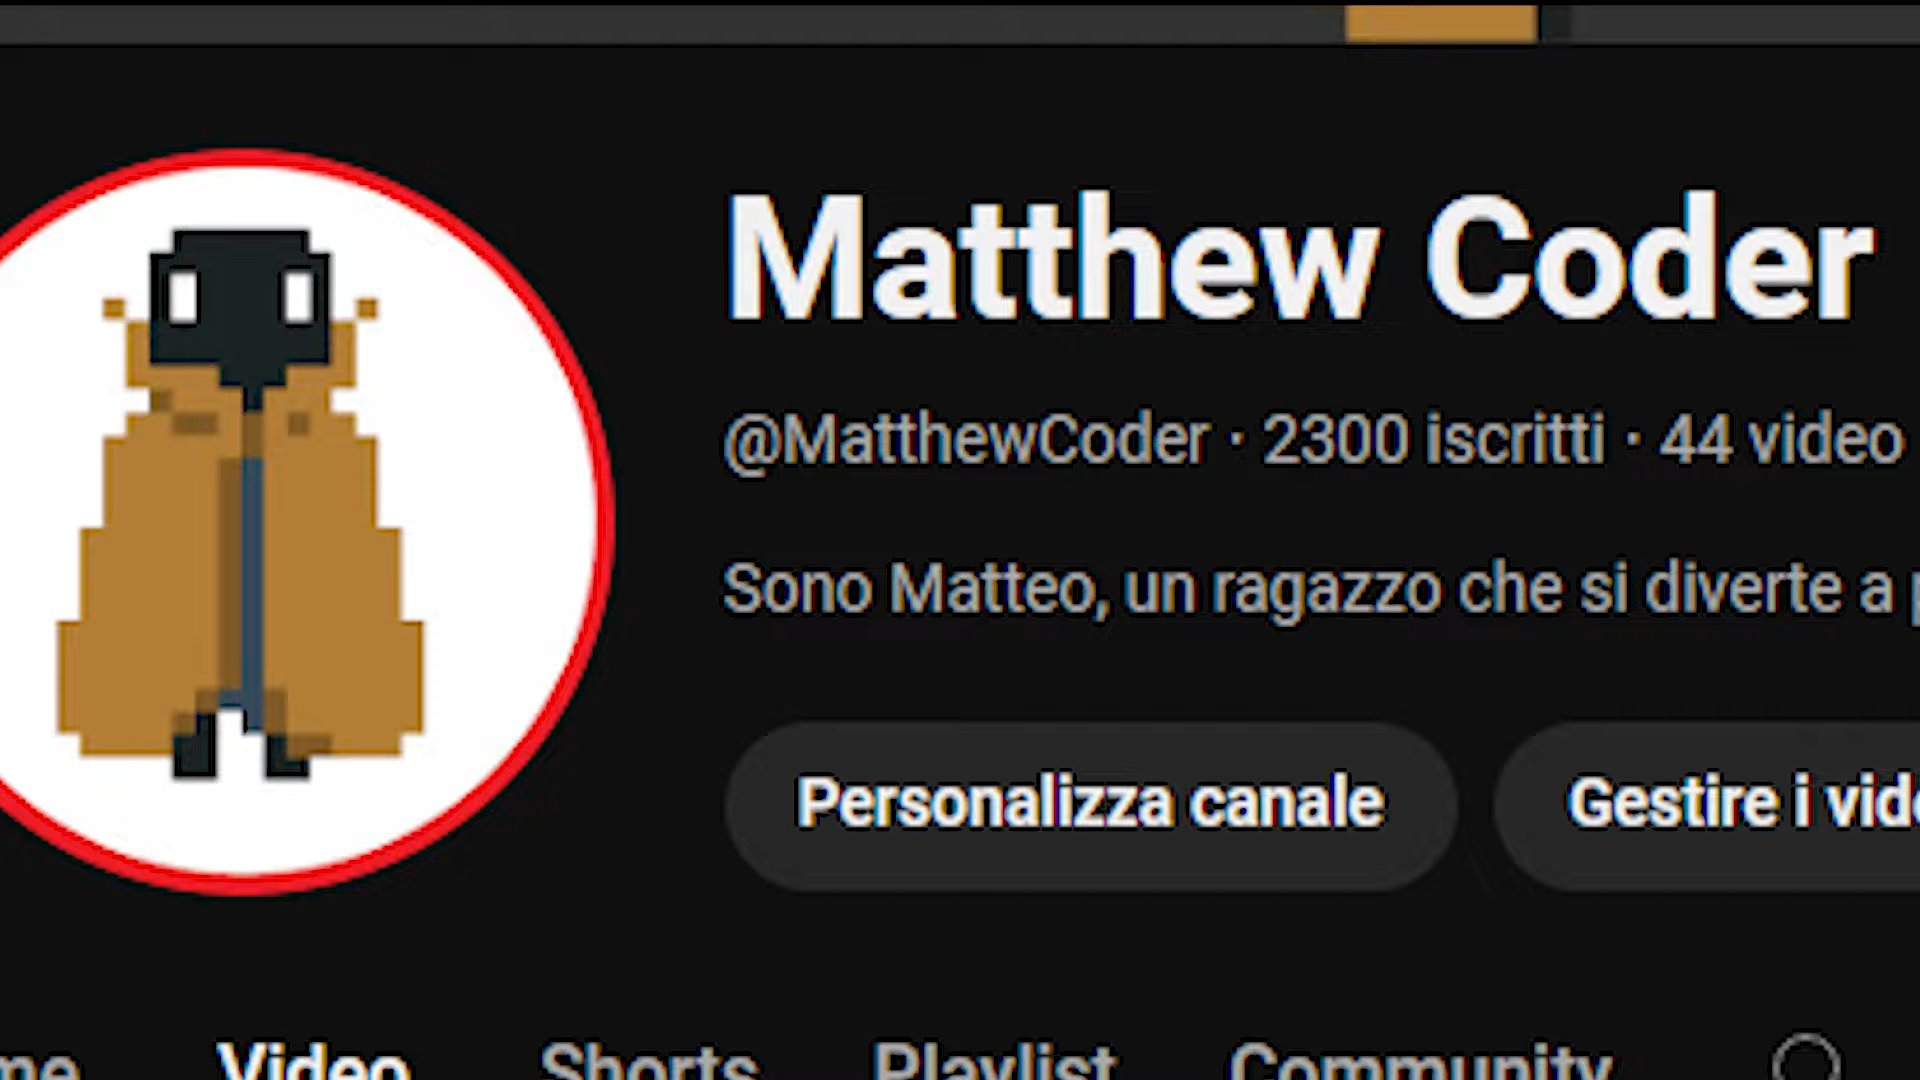 Matthew Coder
@MatthewCoder · 2300 iscritti · 44 video
Sono Matteo, un ragazzo che si diverte a
Personalizza canale Gestire i
Video Shorts Playlist Community